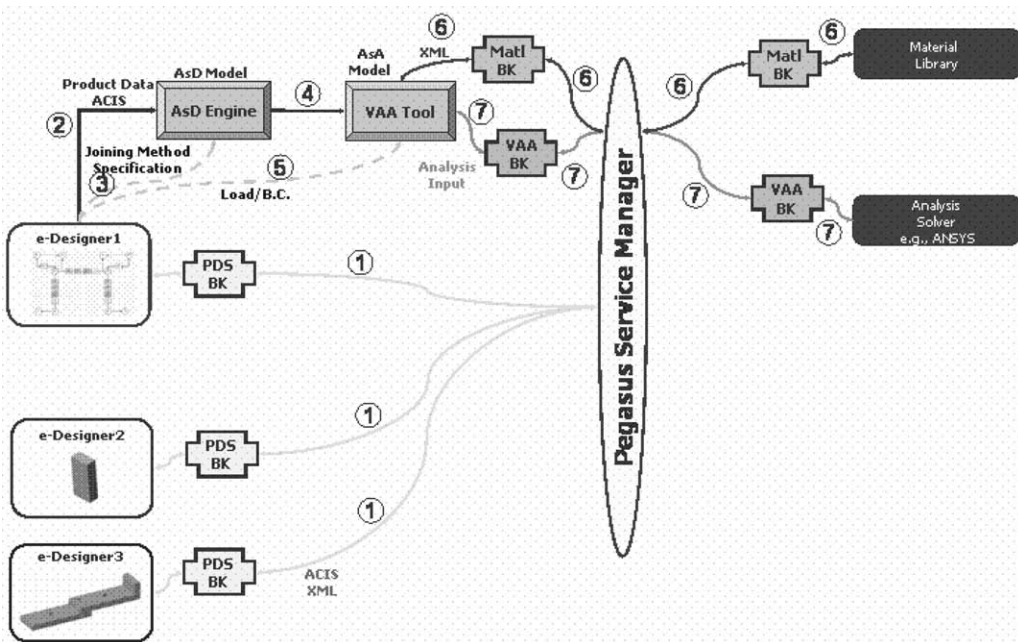 6
XML
Matl
BK
6
Matl
BK
6
6
Material
Library
AsD Model
AsA
Model
Product Data
ACIS
2
AsD Engine
4
VAA Tool
7
VAA
BK
7
Analysis
Input
Joining Method
Specification
3
5
Load/B.C.
7
VAA
BK
7
Analysis
Solver
e.g., ANSYS
e-Designer1
PDS
BK
1
Pegasus Service Manager
e-Designer2
PDS
BK
1
e-Designer3
PDS
BK
1
ACIS
XML